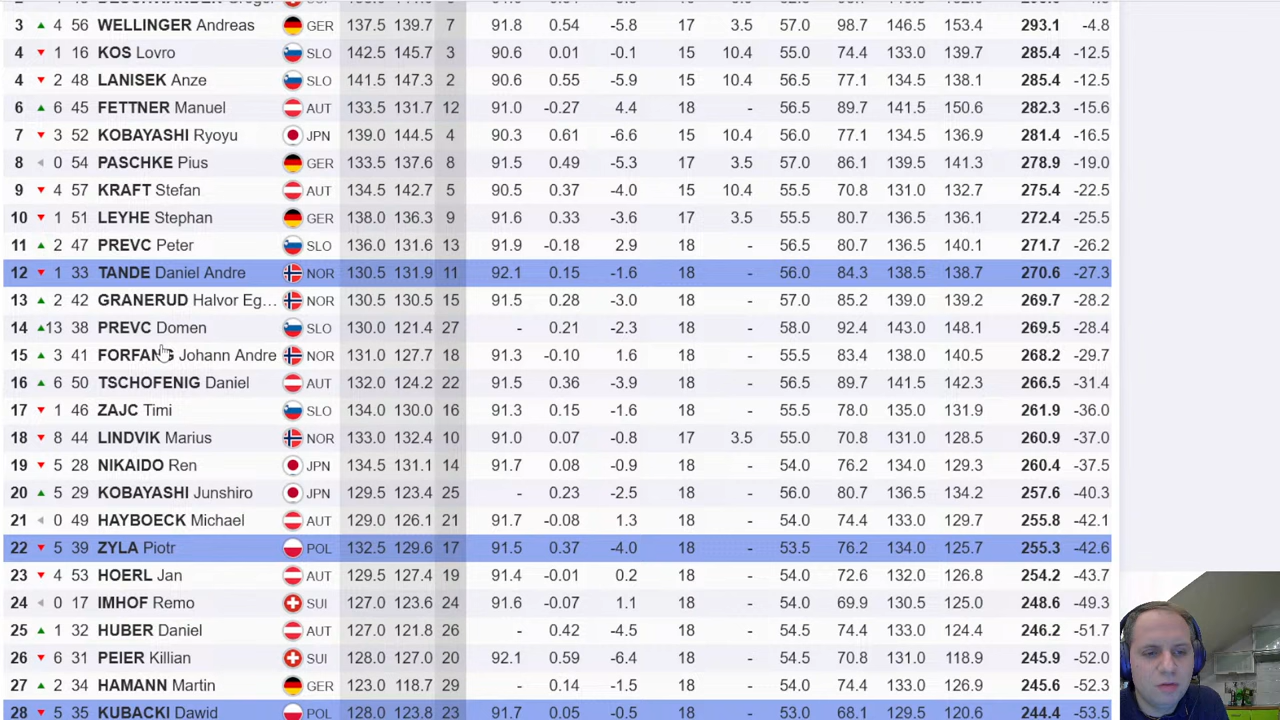 3 4 56 WELLINGER Andreas GER 137.5 145.7 7 91.8 0.54 -5.8 17 3.5 57.0 98.7 146.5 153.4 293.1 -4.8
4 1 16 KOS Lovro SLO 142.5 145.7 3 90.6 0.01 -0.1 15 10.4 55.0 74.4 133.0 139.7 285.4 -12.5
4 2 48 LANISEK Anze SLO 141.5 147.3 2 90.6 0.55 -5.9 15 10.4 56.5 77.1 134.5 138.1 285.4 -12.5
6 6 45 FETTNER Manuel AUT 133.5 131.7 12 91.0 -0.27 4.4 18 - 56.5 89.7 141.5 150.6 282.3 -15.6
7 3 52 KOBAYASHI Ryoyu JPN 139.0 144.5 4 90.3 0.61 -6.6 15 10.4 56.0 77.1 134.5 136.9 281.4 -16.5
8 0 54 PASCHKE Pius GER 133.5 137.6 8 91.5 0.49 -5.3 17 3.5 57.0 86.1 139.5 141.3 278.9 -19.0
9 4 57 KRAFT Stefan AUT 134.5 142.7 5 90.5 0.37 -4.0 15 10.4 55.5 70.8 131.0 132.7 275.4 -22.5
10 1 51 LEYHE Stephan GER 138.0 136.3 9 91.6 0.33 -3.6 17 3.5 55.5 80.7 136.5 136.1 272.4 -25.5
11 2 47 PREVC Peter SLO 136.0 131.6 13 91.9 -0.18 2.9 18 - 56.5 80.7 136.5 140.1 271.7 -26.2
12 1 33 TANDE Daniel Andre NOR 130.5 131.9 11 92.1 0.15 -1.6 18 - 56.0 84.3 138.5 138.7 270.6 -27.3
13 2 42 GRANERUD Halvor Eg... NOR 130.5 130.5 15 91.5 0.28 -3.0 18 - 57.0 85.2 139.0 139.2 269.7 -28.2
14 13 38 PREVC Domen SLO 130.0 121.4 27 - 0.21 -2.3 18 - 58.0 92.4 143.0 148.1 269.5 -28.4
15 3 41 FORFANG Johann Andre NOR 131.0 127.7 18 91.3 -0.10 1.6 18 - 55.5 83.4 138.0 140.5 268.2 -29.7
16 6 50 TSCHOFENIG Daniel AUT 132.0 124.2 22 91.5 0.36 -3.9 18 - 56.5 89.7 141.5 142.3 266.5 -31.4
17 1 46 ZAJC Timi SLO 134.0 130.0 16 91.3 0.15 -1.6 18 - 55.5 78.0 135.0 131.9 261.9 -36.0
18 8 44 LINDVIK Marius NOR 133.0 132.4 10 91.0 0.07 -0.8 17 3.5 55.0 70.8 131.0 128.5 260.9 -37.0
19 5 28 NIKAIDO Ren JPN 134.5 131.1 14 91.7 0.08 -0.9 18 - 54.0 76.2 134.0 129.3 260.4 -37.5
20 5 29 KOBAYASHI Junshiro JPN 129.5 123.4 25 - 0.23 -2.5 18 - 56.0 80.7 136.5 134.2 257.6 -40.3
21 0 49 HAYBOECK Michael AUT 129.0 126.1 21 91.7 -0.08 1.3 18 - 54.0 74.4 133.0 129.7 255.8 -42.1
22 5 39 ZYLA Piotr POL 132.5 129.6 17 91.5 0.37 -4.0 18 - 53.5 76.2 134.0 125.7 255.3 -42.6
23 4 53 HOERL Jan AUT 129.5 127.4 19 91.4 -0.01 0.2 18 - 54.0 72.6 132.0 126.8 254.2 -43.7
24 0 17 IMHOF Remo SUI 127.0 123.6 24 91.6 -0.07 1.1 18 - 54.0 69.9 130.5 125.0 248.6 -49.3
25 1 32 HUBER Daniel AUT 127.0 121.8 26 - 0.42 -4.5 18 - 54.5 74.4 133.0 124.4 246.2 -51.7
26 6 31 PEIER Killian SUI 128.0 127.0 20 92.1 0.59 -6.4 18 - 54.5 70.8 131.0 118.9 245.9 -52.0
27 2 34 HAMANN Martin GER 123.0 29 - 0.14 -1.5 18 - 54.0 74.4 133.0 245.6 -52.3
28 5 35 KUBACKI Dawid POL 23 91.7 0.05 -0.5 18 - 68.1 129.5 244.4 -53.5